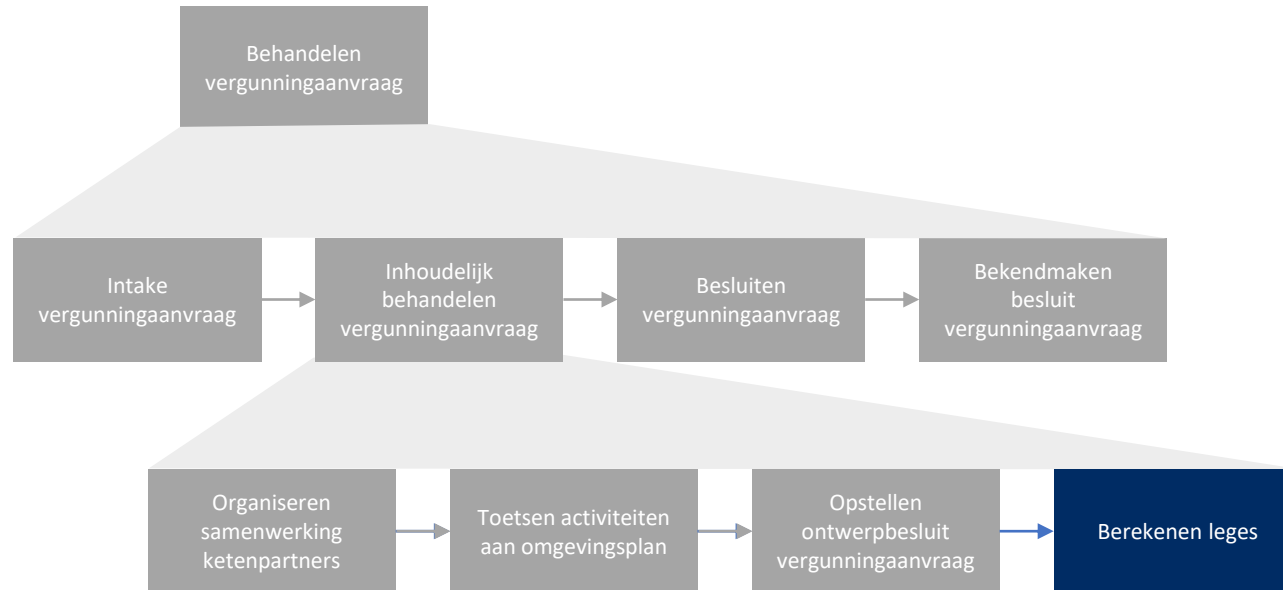 Behandelen
vergunningaanvraag
Intake
vergunningaanvraag
Inhoudelijk
behandelen
vergunningaanvraag
Besluiten
vergunningaanvraag
Bekendmaken
besluit
vergunningaanvraag
Organiseren
samenwerking
ketenpartners
Toetsen activiteiten
aan omgevingsplan
Opstellen
ontwerpbesluit
vergunningaanvraag
Berekenen leges